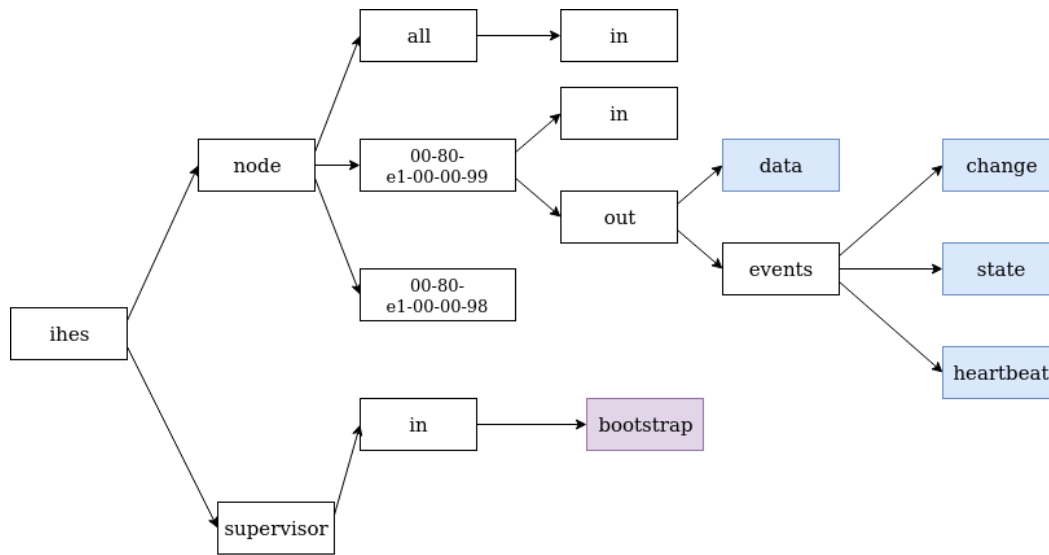 all
in
in
node
00-80-
e1-00-00-99
data
change
out
events
state
00-80-
e1-00-00-98
ihes
heartbeat
in
bootstrap
supervisor